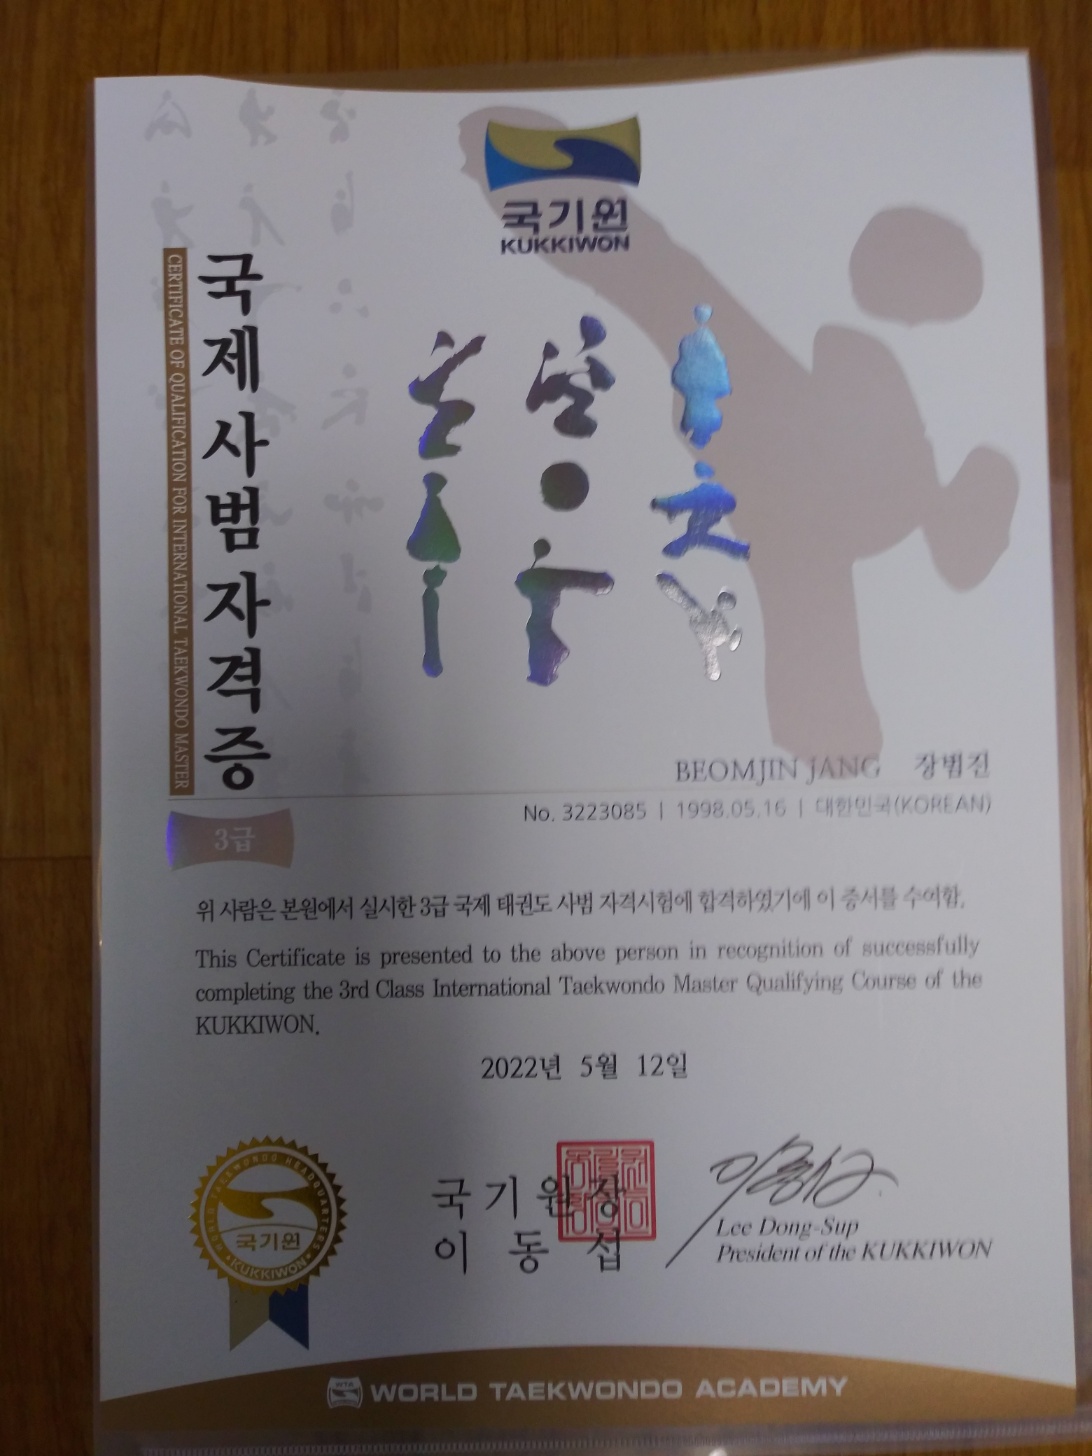 국기원
KUKKIWON
국제사범자격증
CERTIFICATE OF QUALIFICATION FOR INTERNATIONAL TAEKWONDO MASTER
BEOMJIN JANG 장범진
No. 3223085 | 1998.05.16 | 대한민국(KOREAN)
3급
위 사람은 본원에서 실시한 3급 국제 태권도 사범 자격시험에 합격하였기에 이 증서를 수여함.
This Certificate is presented to the above person in recognition of successfully
completing the 3rd Class International Taekwondo Master Qualifying Course of the
KUKKIWON.
2022년 5월 12일
WORLD TAEKWONDO HEADQUARTERS
국기원
KUKKIWON
국기원장
이동섭
Lee Dong-Sup
President of the KUKKIWON
WORLD TAEKWONDO ACADEMY